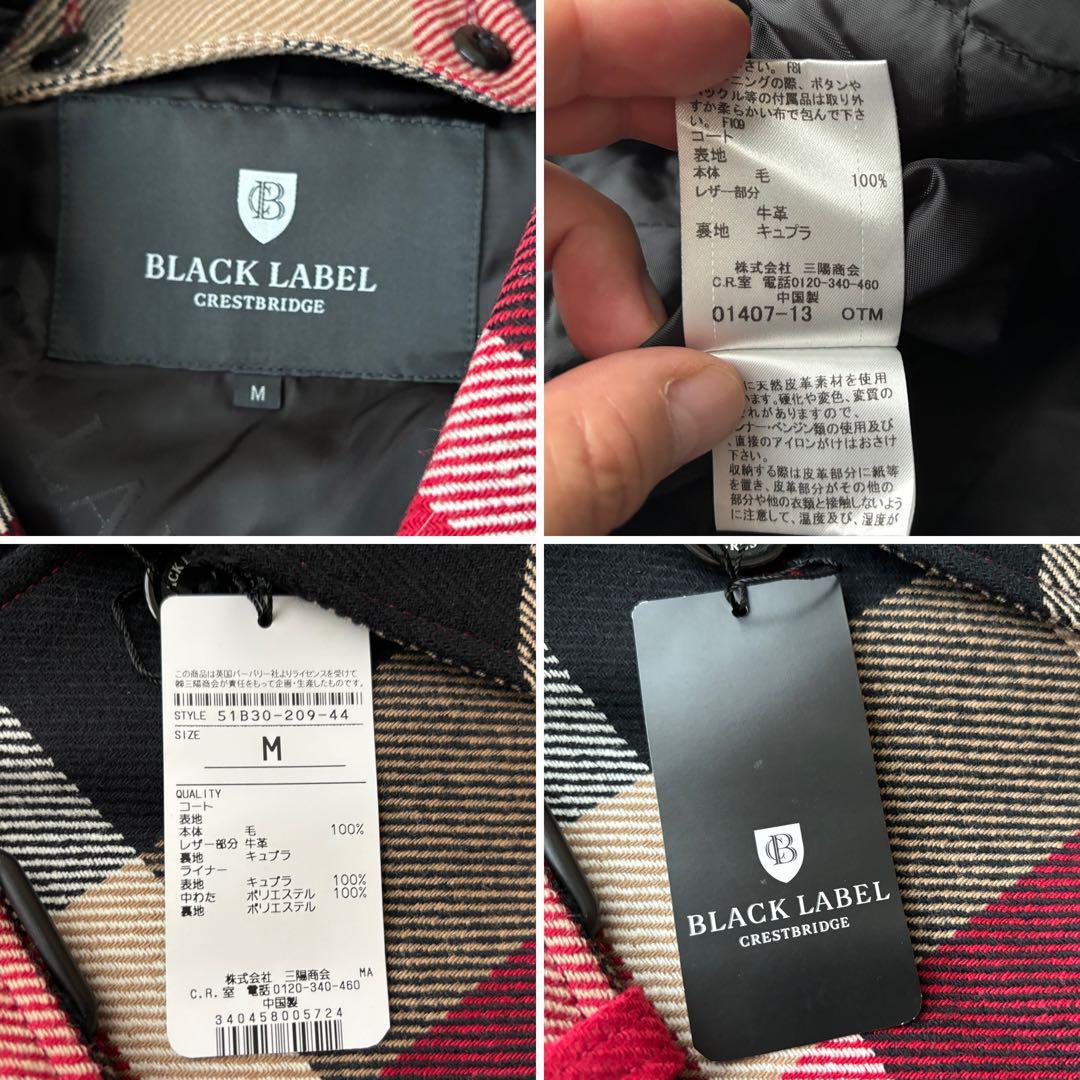 BLACK LABEL
CRESTBRIDGE
M
さい。F81
ーニングの際、ボタンや
バックル等の付属品は取り外
すか柔らかい布で包んで下さ
い。F109
コート
表地
本体 毛 100%
レザー部分
牛革
裏地 キュプラ
株式会社 三陽商会
C.R.室 電話0120-340-460
中国製
01407-13 OTM
に天然皮革素材を使用
います。硬化や変色、変質の
それがありますので、
ンナー・ベンジン類の使用及び
、直接のアイロンがけはおさけ
下さい。
収納する際は皮革部分に紙等
を置き、皮革部分がその他の
部分や他の衣類と接触しないよう
に注意して、温度及び、湿度が
BLACK L
この商品は英国バーバリー社よりライセンスを受けて
㈱三陽商会が責任をもって企画・生産したものです。
STYLE 51B30-209-44
SIZE
M
QUALITY
コート
表地
本体 毛 100%
レザー部分 牛革
裏地 キュプラ
ライナー
表地 キュプラ 100%
中わた ポリエステル 100%
裏地 ポリエステル
株式会社 三陽商会 MA
C.R.室 電話0120-340-460
中国製
340458005724
BLACK LABEL
CRESTBRIDGE